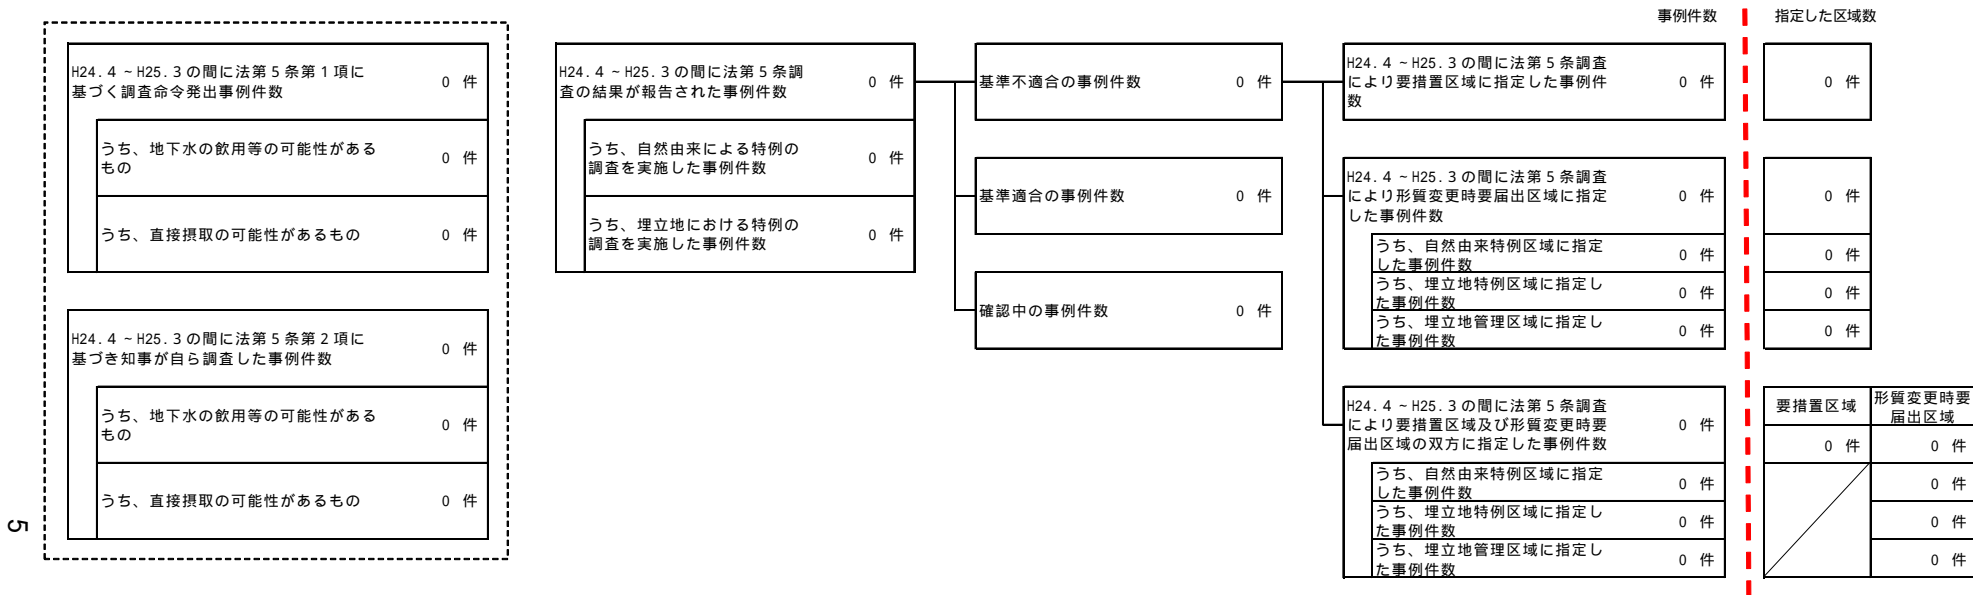 事例件数
指定した区域数
H24.4~H25.3の間に法第5条第1項に
基づく調査命令発出事例件数
0 件
うち、地下水の飲用等の可能性がある
もの
0 件
うち、直接摂取の可能性があるもの
0 件
H24.4~H25.3の間に法第5条第2項に
基づき知事が自ら調査した事例件数
0 件
うち、地下水の飲用等の可能性がある
もの
0 件
うち、直接摂取の可能性があるもの
0 件
H24.4~H25.3の間に法第5条調
査の結果が報告された事例件数
0 件
うち、自然由来による特例の
調査を実施した事例件数
0 件
うち、埋立地における特例の
調査を実施した事例件数
0 件
基準不適合の事例件数
0 件
基準適合の事例件数
0 件
確認中の事例件数
0 件
H24.4~H25.3の間に法第5条調査
により要措置区域に指定した事例件
数
0 件
0 件
H24.4~H25.3の間に法第5条調査
により形質変更時要届出区域に指定
した事例件数
0 件
0 件
うち、自然由来特例区域に指定
した事例件数
0 件
0 件
うち、埋立地特例区域に指定し
た事例件数
0 件
0 件
うち、埋立地管理区域に指定し
た事例件数
0 件
0 件
H24.4~H25.3の間に法第5条調査
により要措置区域及び形質変更時要
届出区域の双方に指定した事例件数
0 件
要措置区域
形質変更時要
届出区域
0 件
0 件
うち、自然由来特例区域に指定
した事例件数
0 件
0 件
うち、埋立地特例区域に指定し
た事例件数
0 件
0 件
うち、埋立地管理区域に指定し
た事例件数
0 件
0 件
5